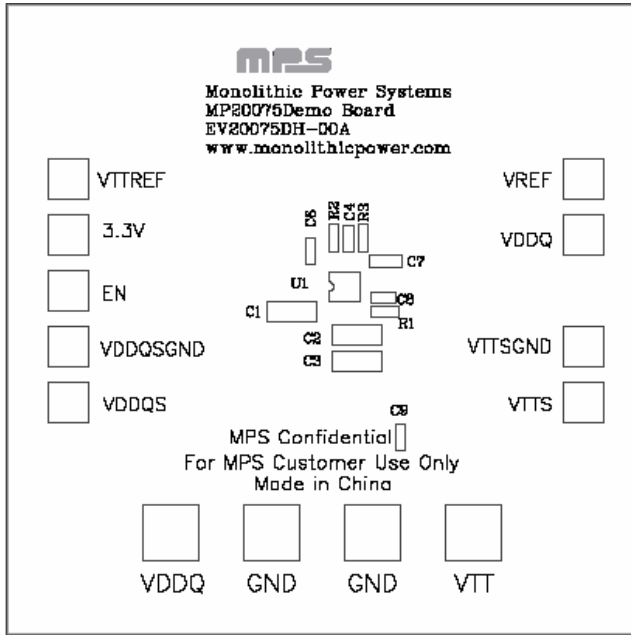 mps
Monolithic Power Systems
MP20075Demo Board
EV20075DH-00A
www.monolithicpower.com
VTTREF
VREF
3.3V
VDDQ
C5
R2
C4
R3
C7
U1
EN
C1
C6
R1
C2
C3
VDDQSGND
VTTSGND
VDDQS
VTTS
C9
MPS Confidential
For MPS Customer Use Only
Made in China
VDDQ
GND
GND
VTT